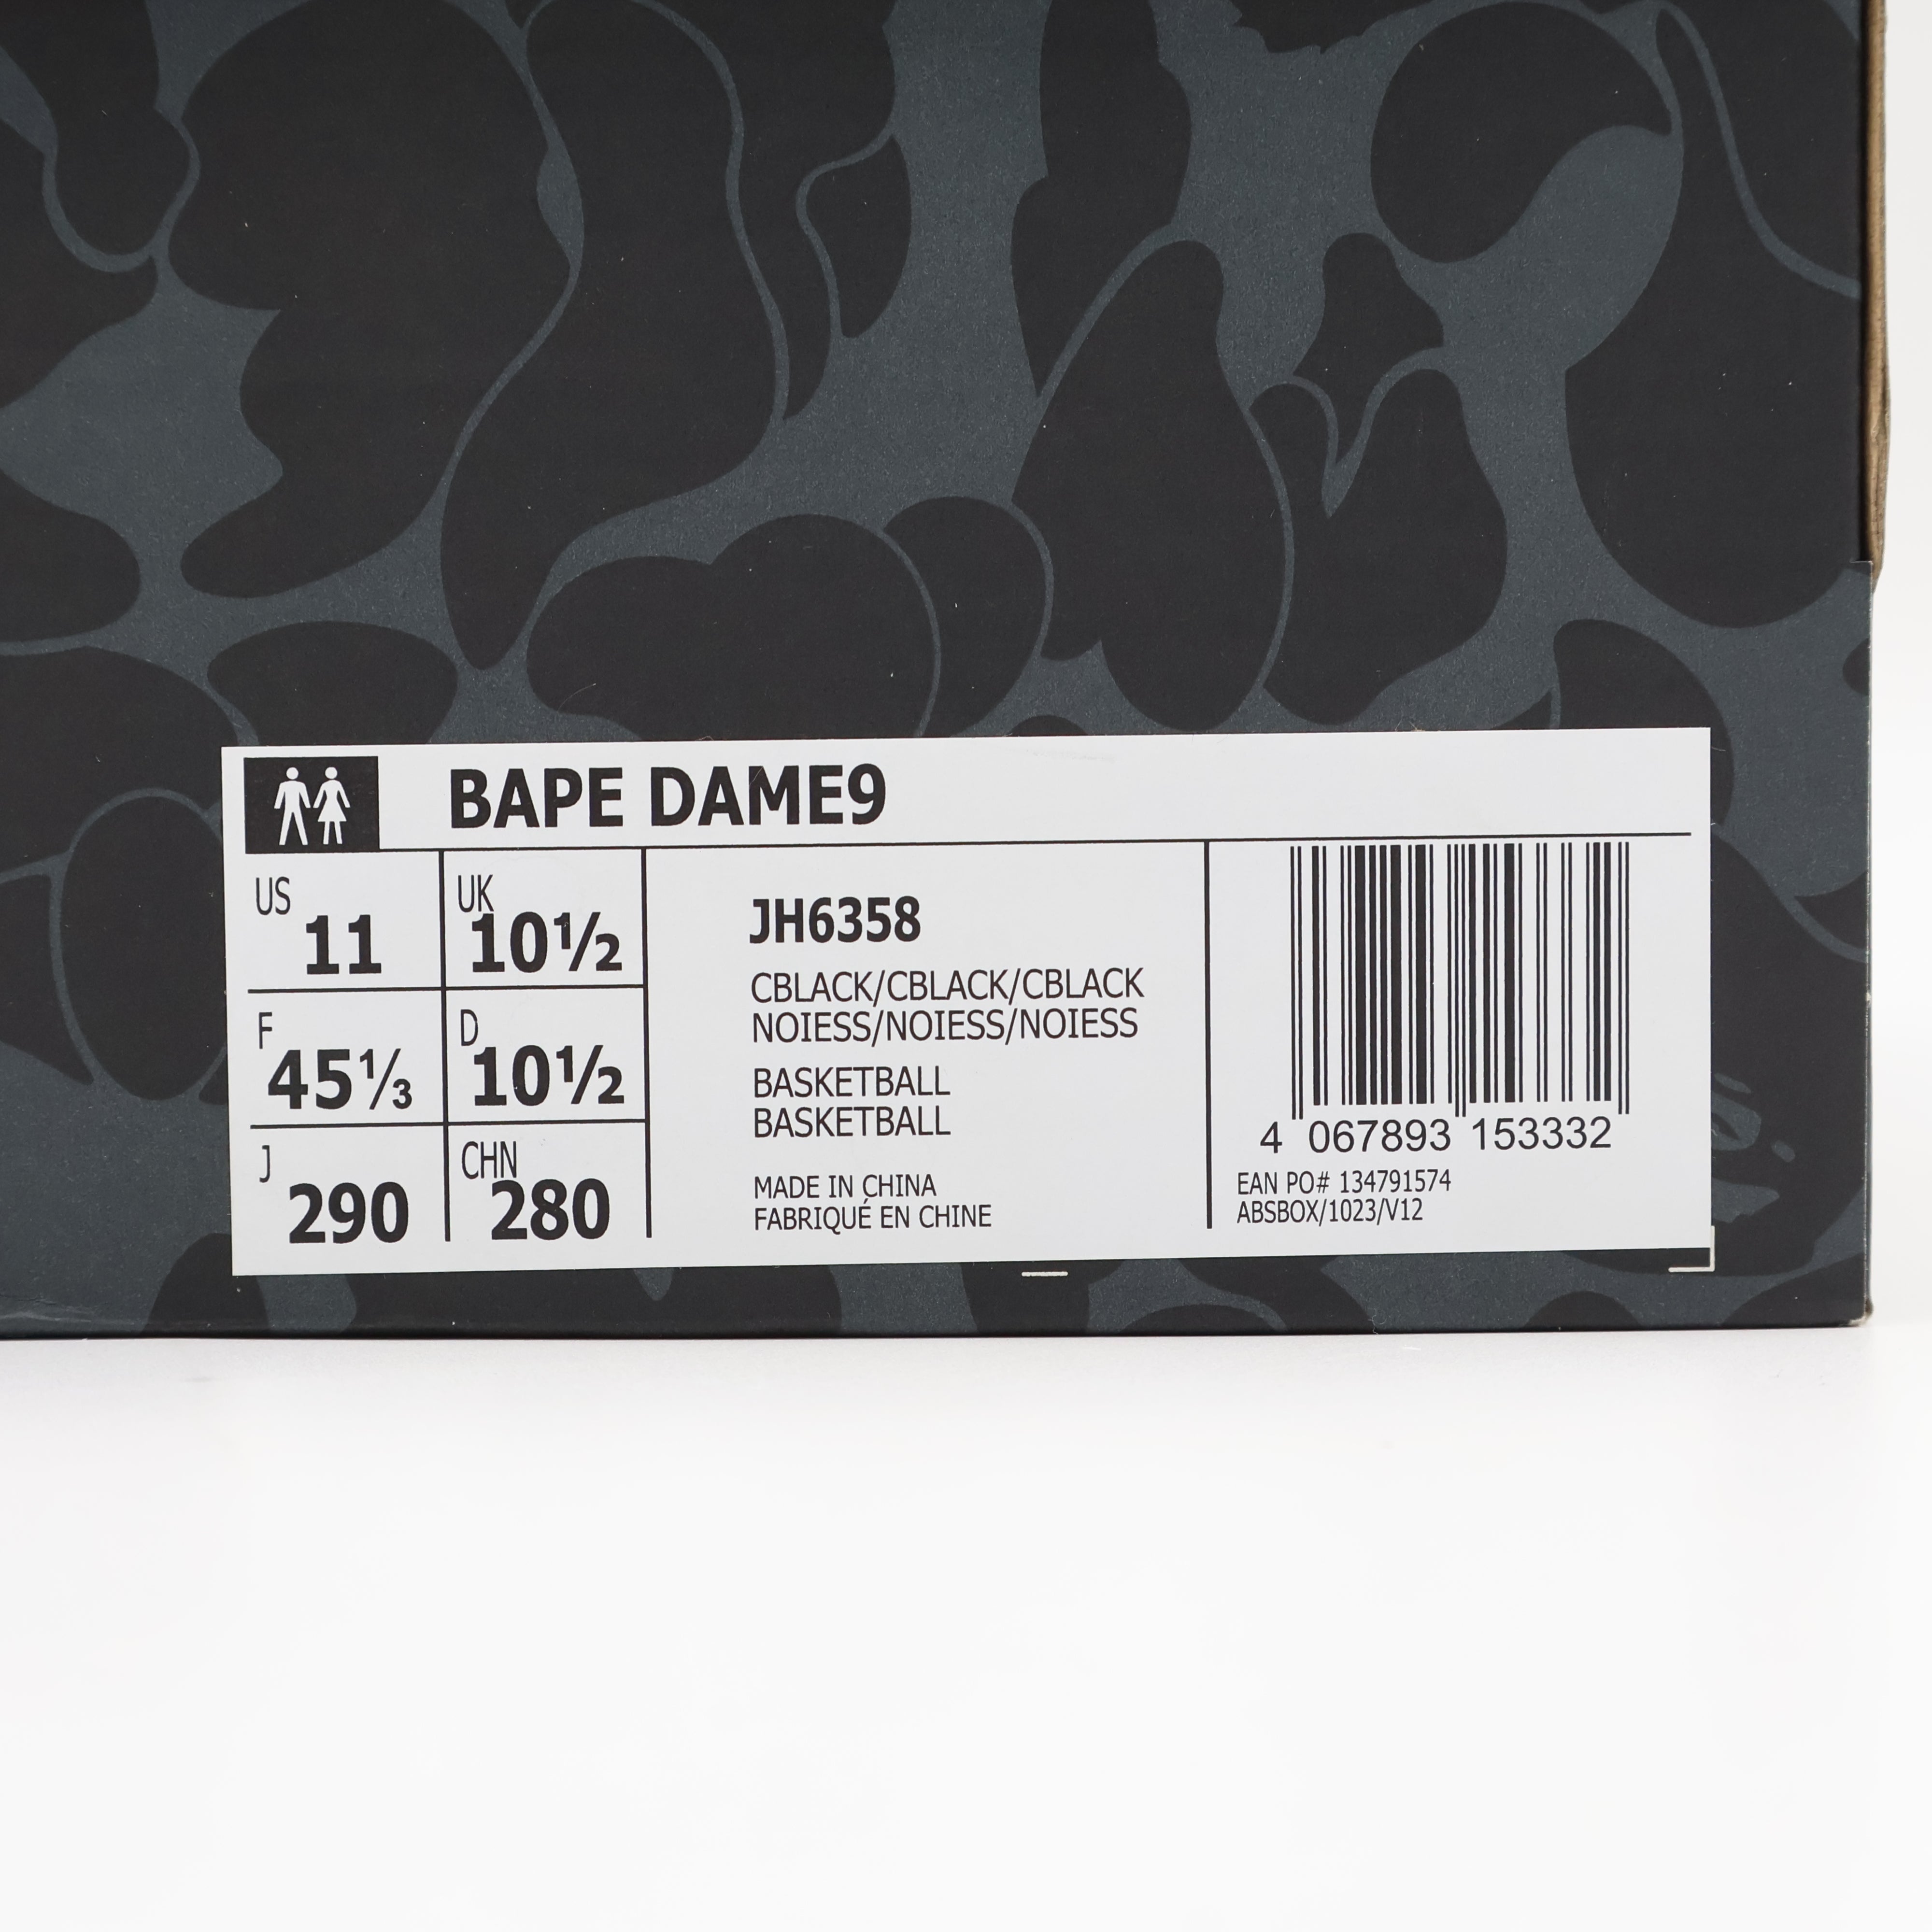 BAPE DAME9
US 11
UK 10½
F 45⅓
D 10½
J 290
CHN 280
JH6358
CBLACK/CBLACK/CBLACK
NOIESS/NOIESS/NOIESS
BASKETBALL
BASKETBALL
MADE IN CHINA
FABRIQUÉ EN CHINE
4 067893 153332
EAN PO# 134791574
ABSBOX/1023/V12